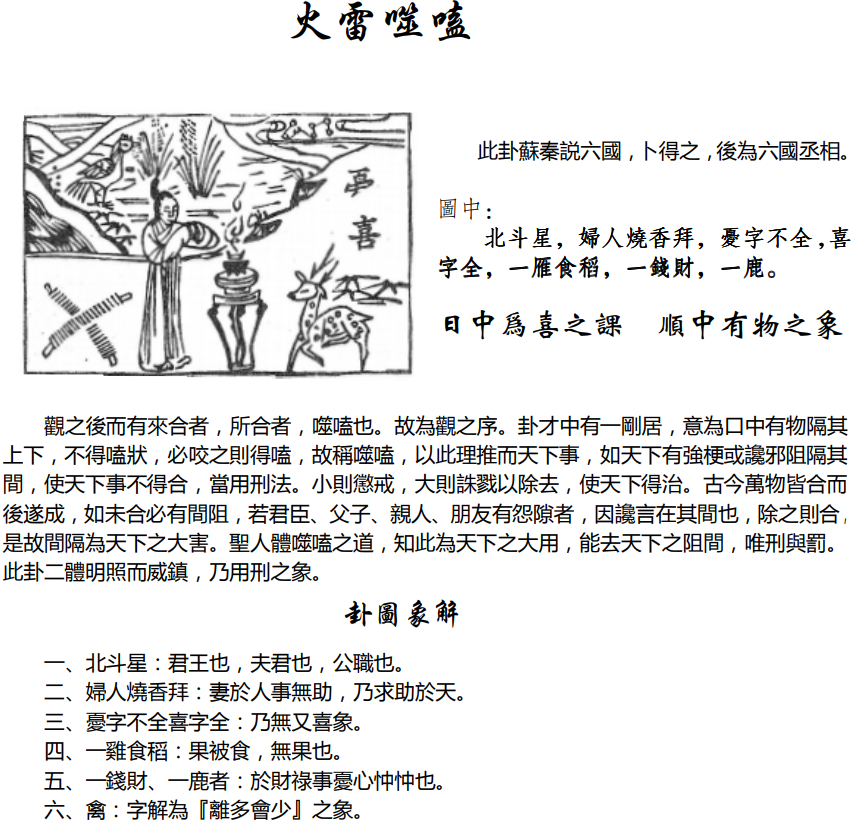 火雷噬嗑
此卦蘇秦説六國，卜得之，後為六國丞相。
圖中：
北斗星，婦人燒香拜，憂字不全，喜
字全，一雁食稻，一錢財，一鹿。
日中為喜之課　順中有物之象
喜
觀之後而有來合者，所合者，噬嗑也。故為觀之序。卦才中有一剛居，意為口中有物隔其
上下，不得嗑狀，必咬之則得嗑，故稱噬嗑，以此理推而天下事，如天下有強梗或讒邪阻隔其
間，使天下事不得合，當用刑法。小則懲戒，大則誅戮以除去，使天下得治。古今萬物皆合而
後遂成，如未合必有間阻，若君臣、父子、親人、朋友有怨隙者，因讒言在其間也，除之則合，
是故間隔為天下之大害。聖人體噬嗑之道，知此為天下之大用，能去天下之阻間，唯刑與罰。
此卦二體明照而威鎮，乃用刑之象。
卦圖象解
一、北斗星：君王也，夫君也，公職也。
二、婦人燒香拜：妻於人事無助，乃求助於天。
三、憂字不全喜字全：乃無又喜象。
四、一雞食稻：果被食，無果也。
五、一錢財、一鹿者：於財祿事憂心忡忡也。
六、禽：字解為『離多會少』之象。